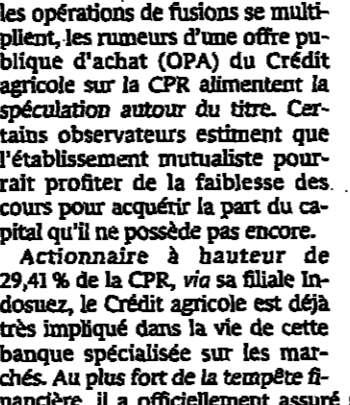 les opérations de fusions se multi-
plient, les rumeurs d'une offre pu-
blique d'achat (OPA) du Crédit
agricole sur la CPR alimentent la
spéculation autour du titre. Cer-
tains observateurs estiment que
l'établissement mutualiste pour-
rait profiter de la faiblesse des
cours pour acquérir la part du ca-
pital qu'il ne possède pas encore.
Actionnaire à hauteur de
29,41 % de la CPR, via sa filiale In-
dosuez, le Crédit agricole est déjà
très impliqué dans la vie de cette
banque spécialisée sur les mar-
chés. Au plus fort de la tempête fi-
nancière, il a officiellement assuré